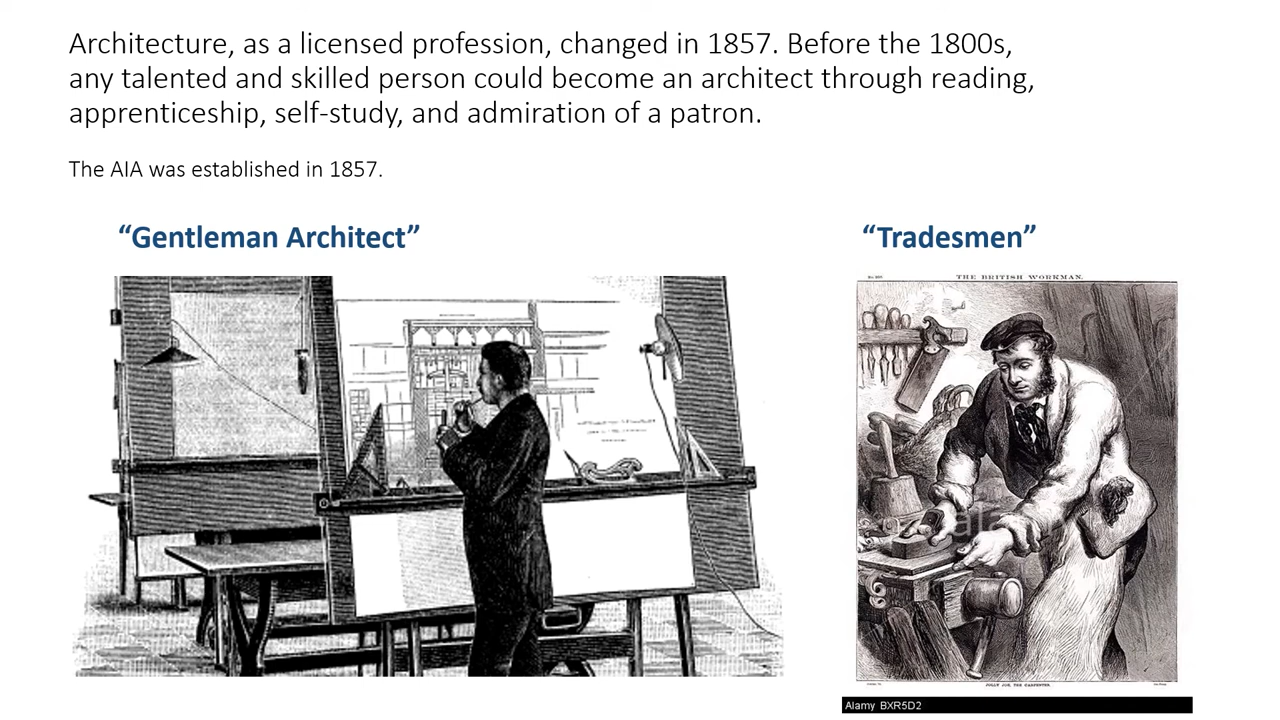 Architecture, as a licensed profession, changed in 1857. Before the 1800s,
any talented and skilled person could become an architect through reading,
apprenticeship, self-study, and admiration of a patron.
The AIA was established in 1857.
“Gentleman Architect”
“Tradesmen”
THE BRITISH WORKMAN.
JOLLY JOE, THE CARPENTER.
Alamy BXR5D2